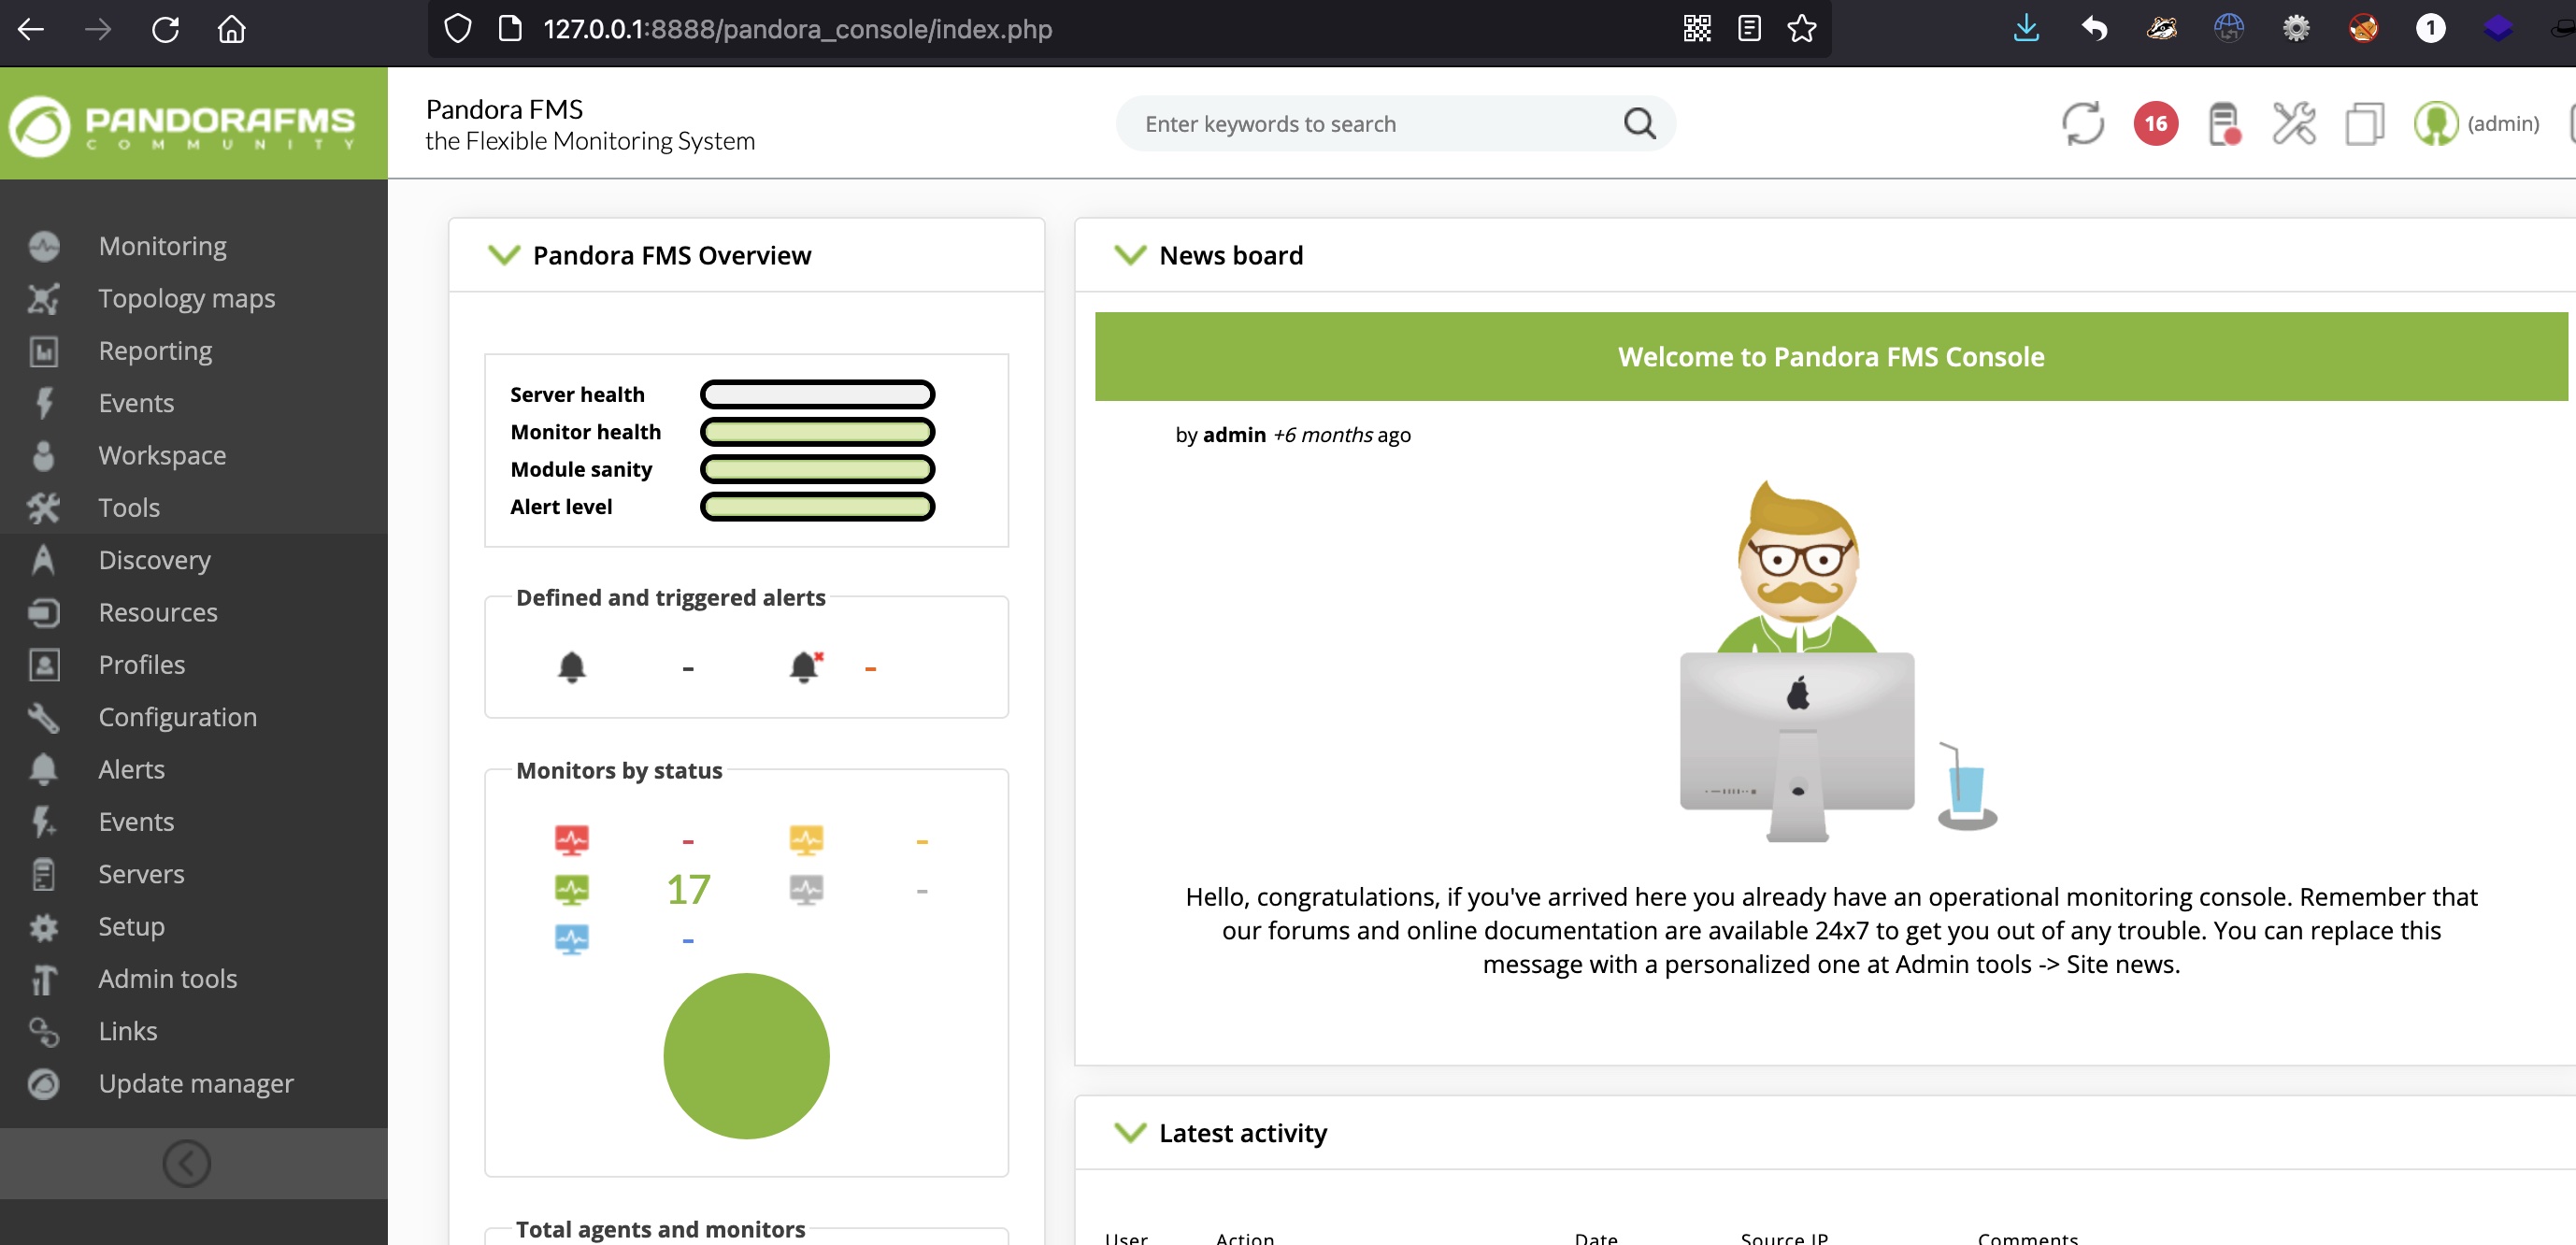 127.0.0.1:8888/pandora_console/index.php
1
PANDORAFMS
COMMUNITY
Pandora FMS
the Flexible Monitoring System
Enter keywords to search
16
(admin)
Monitoring
Topology maps
Reporting
Events
Workspace
Tools
Discovery
Resources
Profiles
Configuration
Alerts
Events
Servers
Setup
Admin tools
Links
Update manager
Pandora FMS Overview
Server health
Monitor health
Module sanity
Alert level
Defined and triggered alerts
- -
Monitors by status
- -
17 -
-
Total agents and monitors
News board
Welcome to Pandora FMS Console
by admin +6 months ago
Hello, congratulations, if you've arrived here you already have an operational monitoring console. Remember that
our forums and online documentation are available 24x7 to get you out of any trouble. You can replace this
message with a personalized one at Admin tools -> Site news.
Latest activity
User Action Date Source IP Comments